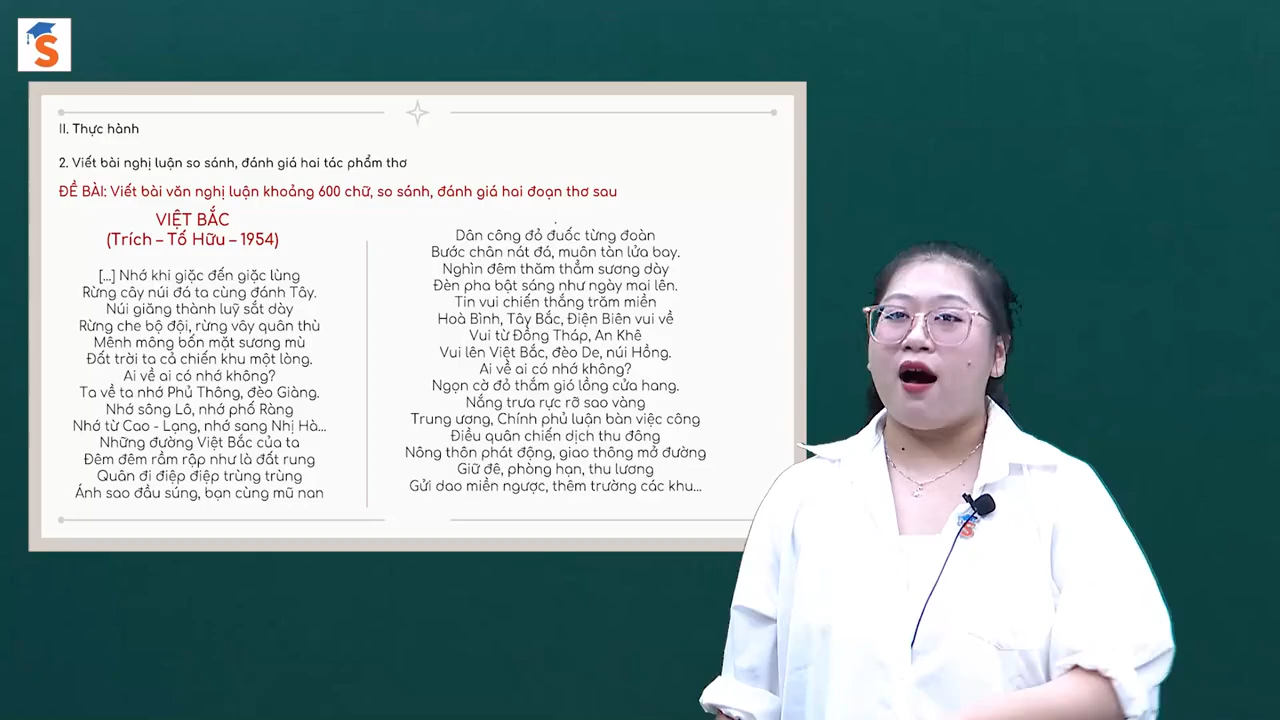 S
II. Thực hành
2. Viết bài nghị luận so sánh, đánh giá hai tác phẩm thơ
ĐỀ BÀI: Viết bài văn nghị luận khoảng 600 chữ, so sánh, đánh giá hai đoạn thơ sau
VIỆT BẮC
(Trích – Tố Hữu – 1954)
[...] Nhớ khi giặc đến giặc lùng
Rừng cây núi đá ta cùng đánh Tây.
Núi giăng thành luỹ sắt dày
Rừng che bộ đội, rừng vây quân thù
Mênh mông bốn mặt sương mù
Đất trời ta cả chiến khu một lòng.
Ai về ai có nhớ không?
Ta về ta nhớ Phủ Thông, đèo Giàng.
Nhớ sông Lô, nhớ phố Ràng
Nhớ từ Cao - Lạng, nhớ sang Nhị Hà...
Những đường Việt Bắc của ta
Đêm đêm rầm rập như là đất rung
Quân đi điệp điệp trùng trùng
Ánh sao đầu súng, bạn cùng mũ nan
Dân công đỏ đuốc từng đoàn
Bước chân nát đá, muôn tàn lửa bay.
Nghìn đêm thăm thẳm sương dày
Đèn pha bật sáng như ngày mai lên.
Tin vui chiến thắng trăm miền
Hoà Bình, Tây Bắc, Điện Biên vui về
Vui từ Đồng Tháp, An Khê
Vui lên Việt Bắc, đèo De, núi Hồng.
Ai về ai có nhớ không?
Ngọn cờ đỏ thắm gió lồng cửa hang.
Nắng trưa rực rỡ sao vàng
Trung ương, Chính phủ luận bàn việc công
Điều quân chiến dịch thu đông
Nông thôn phát động, giao thông mở đường
Giữ đê, phòng hạn, thu lương
Gửi dao miền ngược, thêm trường các khu...
S